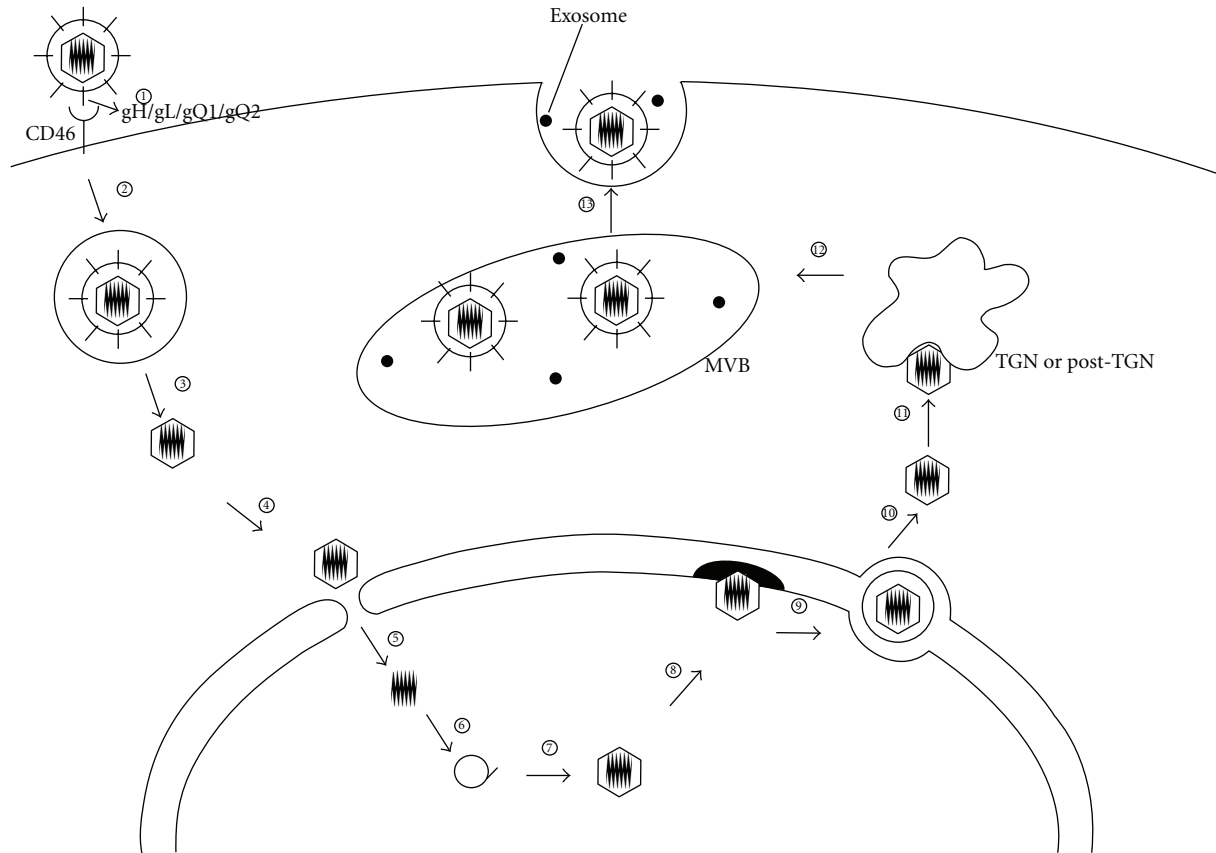 Exosome
①
gH/gL/gQ1/gQ2
CD46
②
⑬
⑫
③
MVB
TGN or post-TGN
⑪
④
⑩
⑨
⑤
⑧
⑥
⑦